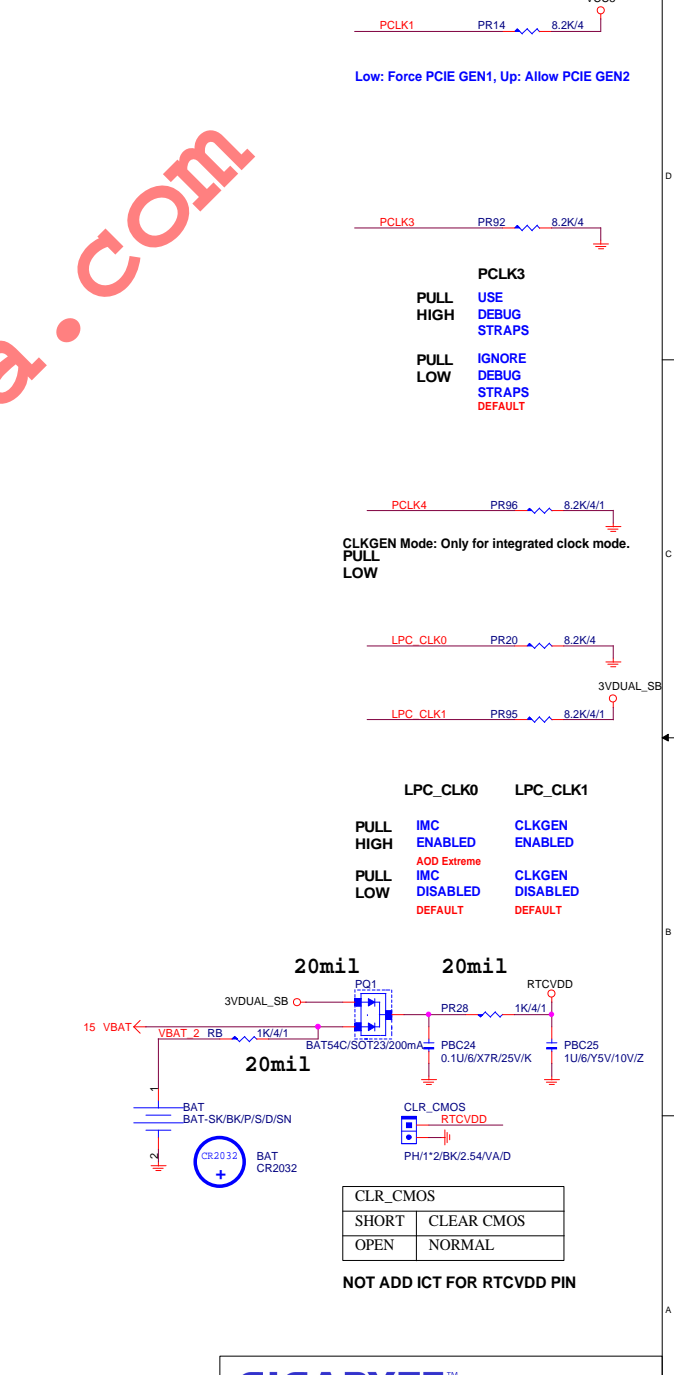 PCLK1 PR14 8.2K/4
Low: Force PCIE GEN1, Up: Allow PCIE GEN2
a.com
D
PCLK3 PR92 8.2K/4
PCLK3
PULL USE
HIGH DEBUG
STRAPS
PULL IGNORE
LOW DEBUG
STRAPS
DEFAULT
PCLK4 PR96 8.2K/4/1
CLKGEN Mode: Only for integrated clock mode.
PULL
LOW
C
LPC_CLK0 PR20 8.2K/4
3VDUAL_SB
LPC_CLK1 PR95 8.2K/4/1
LPC_CLK0 LPC_CLK1
PULL IMC CLKGEN
HIGH ENABLED ENABLED
AOD Extreme
PULL IMC CLKGEN
LOW DISABLED DISABLED
DEFAULT DEFAULT
B
20mil 20mil
PQ1 RTCVDD
3VDUAL_SB PR28 1K/4/1
15 VBAT VBAT_2 RB 1K/4/1
BAT54C/SOT23/200mA PBC24 PBC25
0.1U/6/X7R/25V/K 1U/6/Y5V/10V/Z
20mil
1
BAT
BAT-SK/BK/P/S/D/SN
2
CR2032
+
BAT
CR2032
CLR_CMOS
RTCVDD
PH/1*2/BK/2.54/VA/D
CLR_CMOS
SHORT CLEAR CMOS
OPEN NORMAL
NOT ADD ICT FOR RTCVDD PIN
A
TM